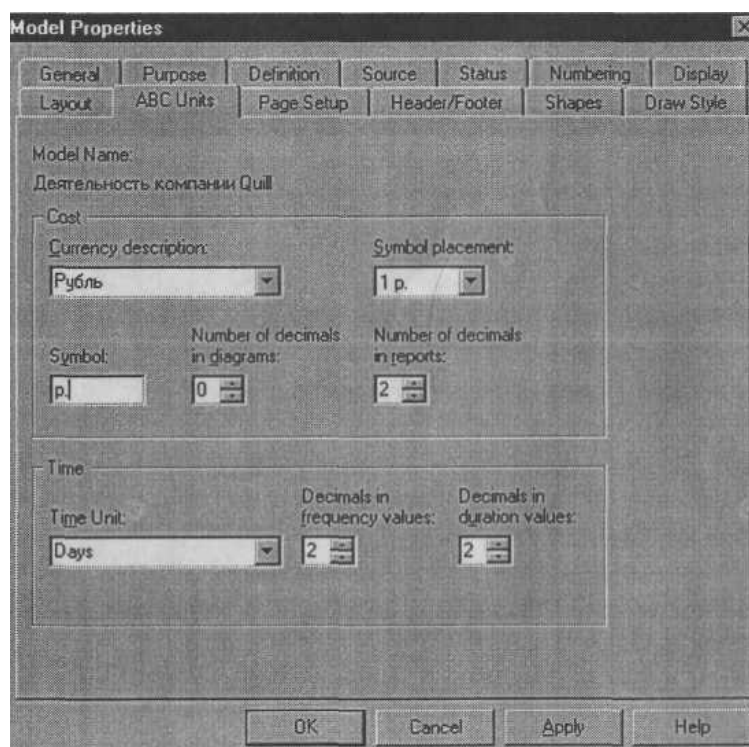 Model Properties
General Purpose Definition Source Status Numbering Display
Layout ABC Units Page Setup Header/Footer Shapes Draw Style
Model Name:
Деятельность компании Quill
Cost
Currency description: Symbol placement:
Рубль 1 р.
Number of decimals Number of decimals
Symbol: in diagrams: in reports:
р. 0 2
Time
Decimals in Decimals in
Time Unit: frequency values: duration values:
Days 2 2
OK Cancel Apply Help